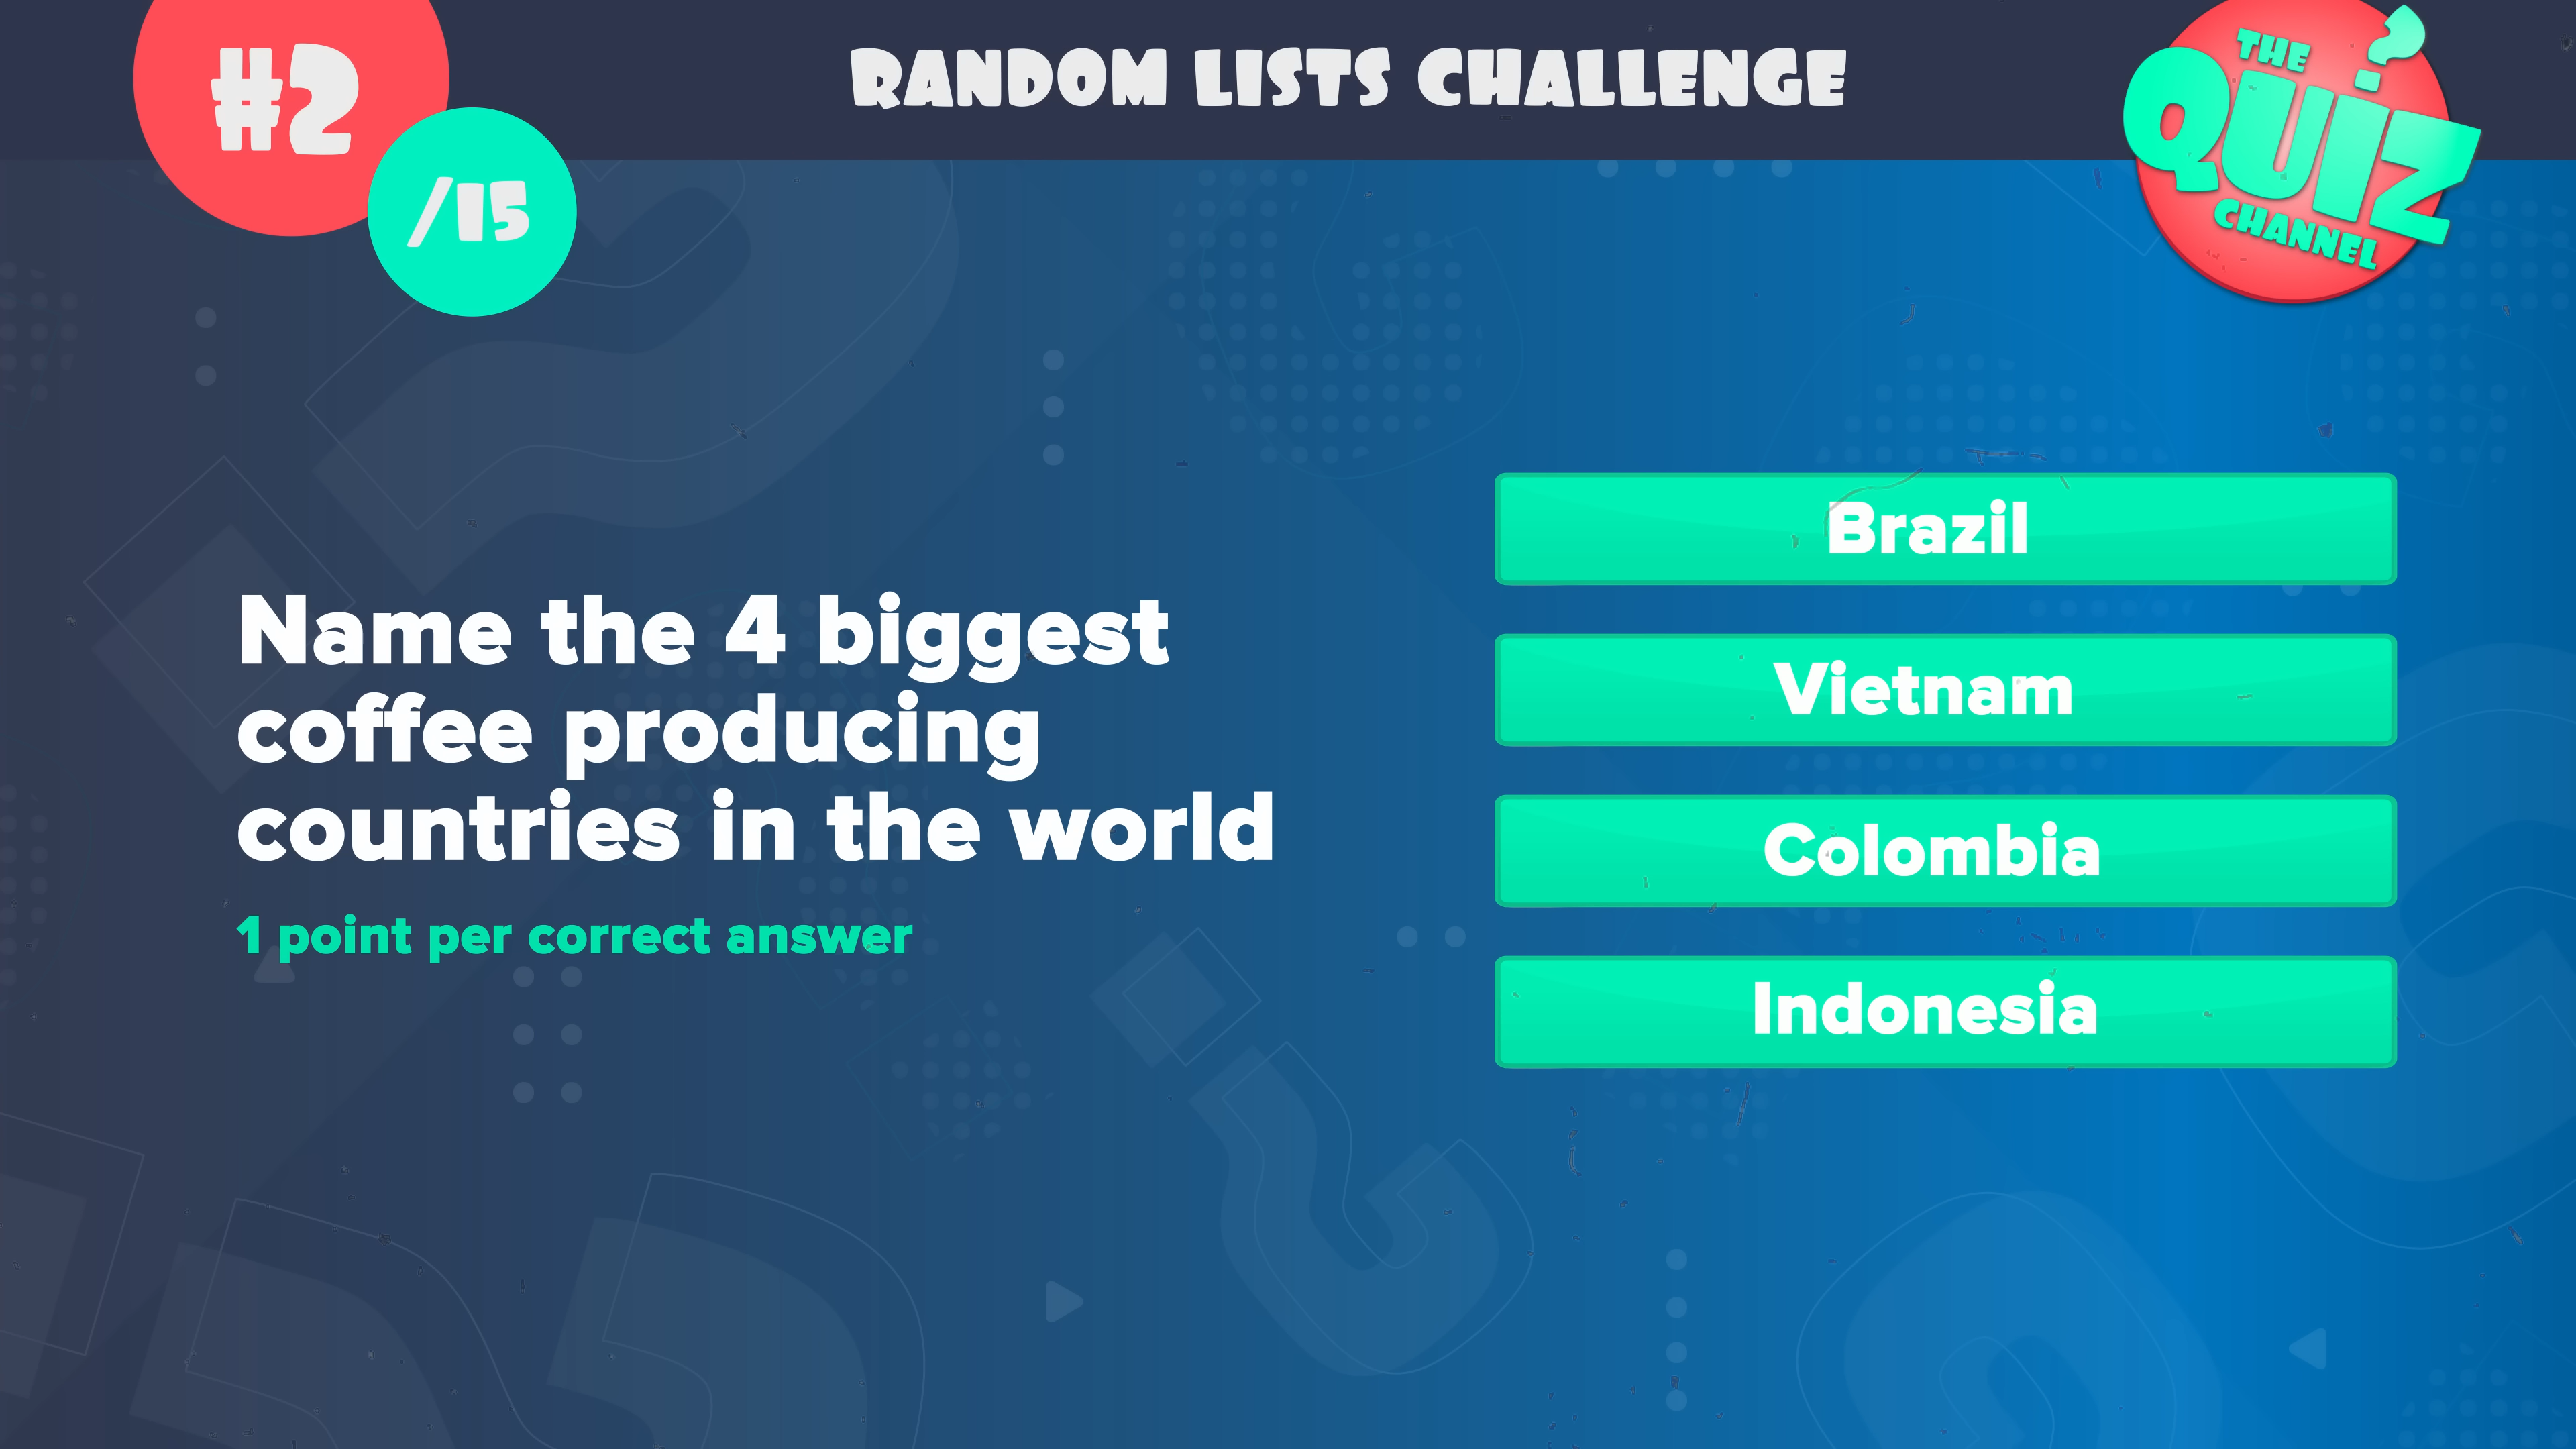 #2
/15
RANDOM LISTS CHALLENGE
THE
QUIZ
CHANNEL
Name the 4 biggest
coffee producing
countries in the world
1 point per correct answer
Brazil
Vietnam
Colombia
Indonesia